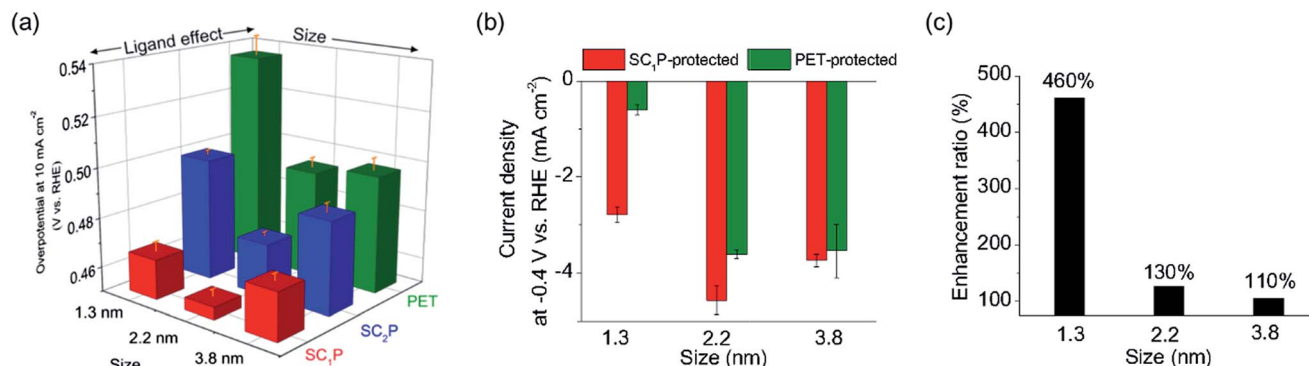 (a)
Ligand effect
Size
Overpotential at 10 mA cm⁻²
(V vs. RHE)
0.54
0.52
0.50
0.48
0.46
1.3 nm
2.2 nm
3.8 nm
Size
SC₁P
SC₂P
PET
(b)
SC₁P-protected
PET-protected
Current density
at -0.4 V vs. RHE (mA cm⁻²)
0
-2
-4
1.3
2.2
3.8
Size (nm)
(c)
Enhancement ratio (%)
500
400
300
200
100
460%
130%
110%
1.3
2.2
3.8
Size (nm)